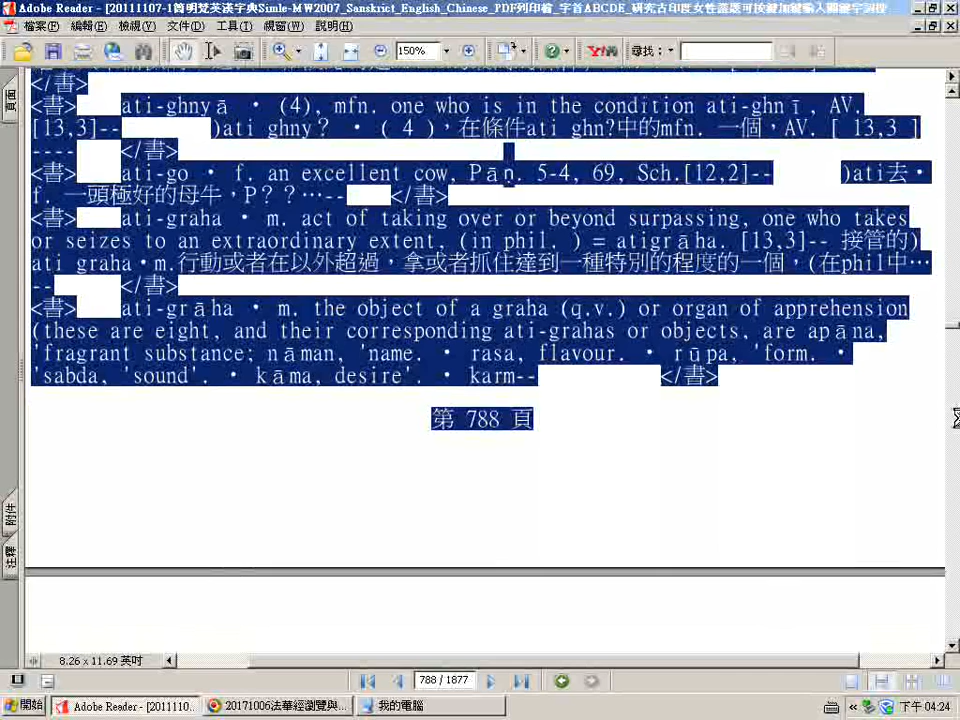 Adobe Reader - [20111107-1簡明梵英漢字典Simle-MW2007_Sanskrict_English_Chinese_PDF列印檔_字首ABCDE_研究古印度女性議題可按鍵
檔案(F) 編輯(E) 檢視(V) 文件(D) 工具(T) 視窗(W) 說明(H)
150% 尋找:
頁面
</書>
<書> ati-ghnyā • (4), mfn. one who is in the condition ati-ghnī, AV.
[13,3]-- )ati ghny? • ( 4 ), 在條件ati ghn?中的mfn. 一個, AV. [ 13,3 ]
---- </書>
<書> ati-go • f. an excellent cow, Pāṇ. 5-4, 69, Sch.[12,2]-- )ati去•
f. 一頭極好的母牛, P??…-- </書>
<書> ati-graha • m. act of taking over or beyond surpassing, one who takes
or seizes to an extraordinary extent, (in phil. ) = atigrāha. [13,3]-- 接管的)
ati graha•m.行動或者在以外超過, 拿或者抓住達到一種特別的程度的一個, (在phil中…
-- </書>
<書> ati-grāha • m. the object of a graha (q.v.) or organ of apprehension
(these are eight, and their corresponding ati-grahas or objects, are apāna,
'fragrant substance; nāman, 'name. • rasa, flavour. • rūpa, 'form. •
'sabda, 'sound'. • kāma, desire'. • karm-- </書>
第 788 頁
附件
注釋
8.26 x 11.69 英吋
788 / 1877
開始 Adobe Reader - [2011110... 20171006法華經瀏覽與... 我的電腦 下午 04:24